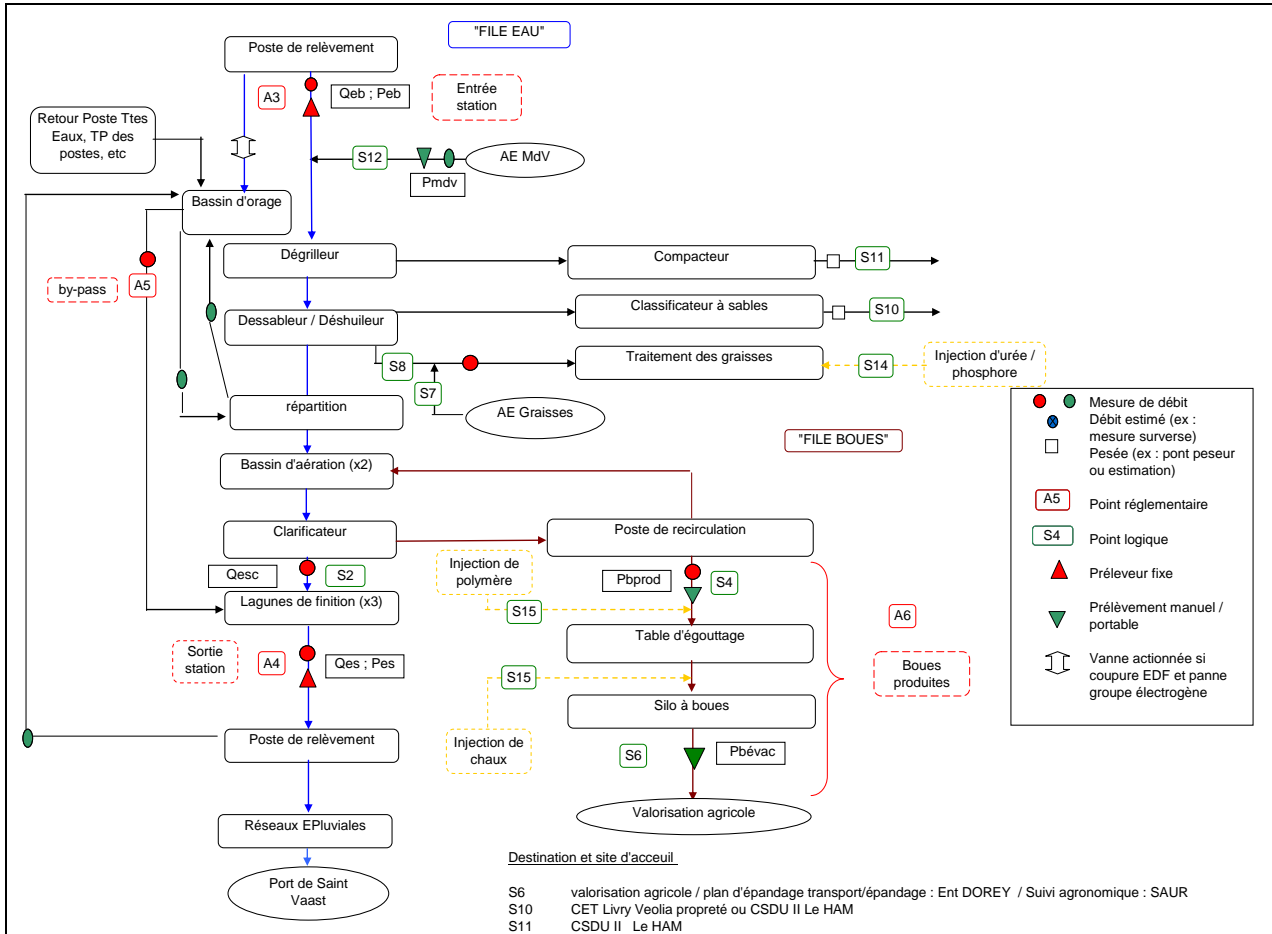 "FILE EAU"
Poste de relèvement
A3
Qeb ; Peb
Entrée
station
Retour Poste Ttes
Eaux, TP des
postes, etc
S12
AE MdV
Pmdv
Bassin d'orage
Dégrilleur
Compacteur
S11
by-pass
A5
Dessableur / Déshuileur
Classificateur à sables
S10
S8
Traitement des graisses
S14
Injection d'urée /
phosphore
S7
AE Graisses
répartition
"FILE BOUES"
Bassin d'aération (x2)
Clarificateur
Poste de recirculation
Qesc
S2
Injection de
polymère
Pbprod
S4
Lagunes de finition (x3)
S15
A6
Table d'égouttage
Sortie
station
A4
Qes ; Pes
Boues
produites
S15
Silo à boues
Poste de relèvement
Injection de
chaux
S6
Pbévac
Valorisation agricole
Réseaux EPluviales
Port de Saint
Vaast
Mesure de débit
Débit estimé (ex :
mesure surverse)
Pesée (ex : pont peseur
ou estimation)
A5
Point réglementaire
S4
Point logique
Préleveur fixe
Prélèvement manuel /
portable
Vanne actionnée si
coupure EDF et panne
groupe électrogène
Destination et site d'acceuil
S6 valorisation agricole / plan d'épandage transport/épandage : Ent DOREY / Suivi agronomique : SAUR
S10 CET Livry Veolia propreté ou CSDU II Le HAM
S11 CSDU II Le HAM